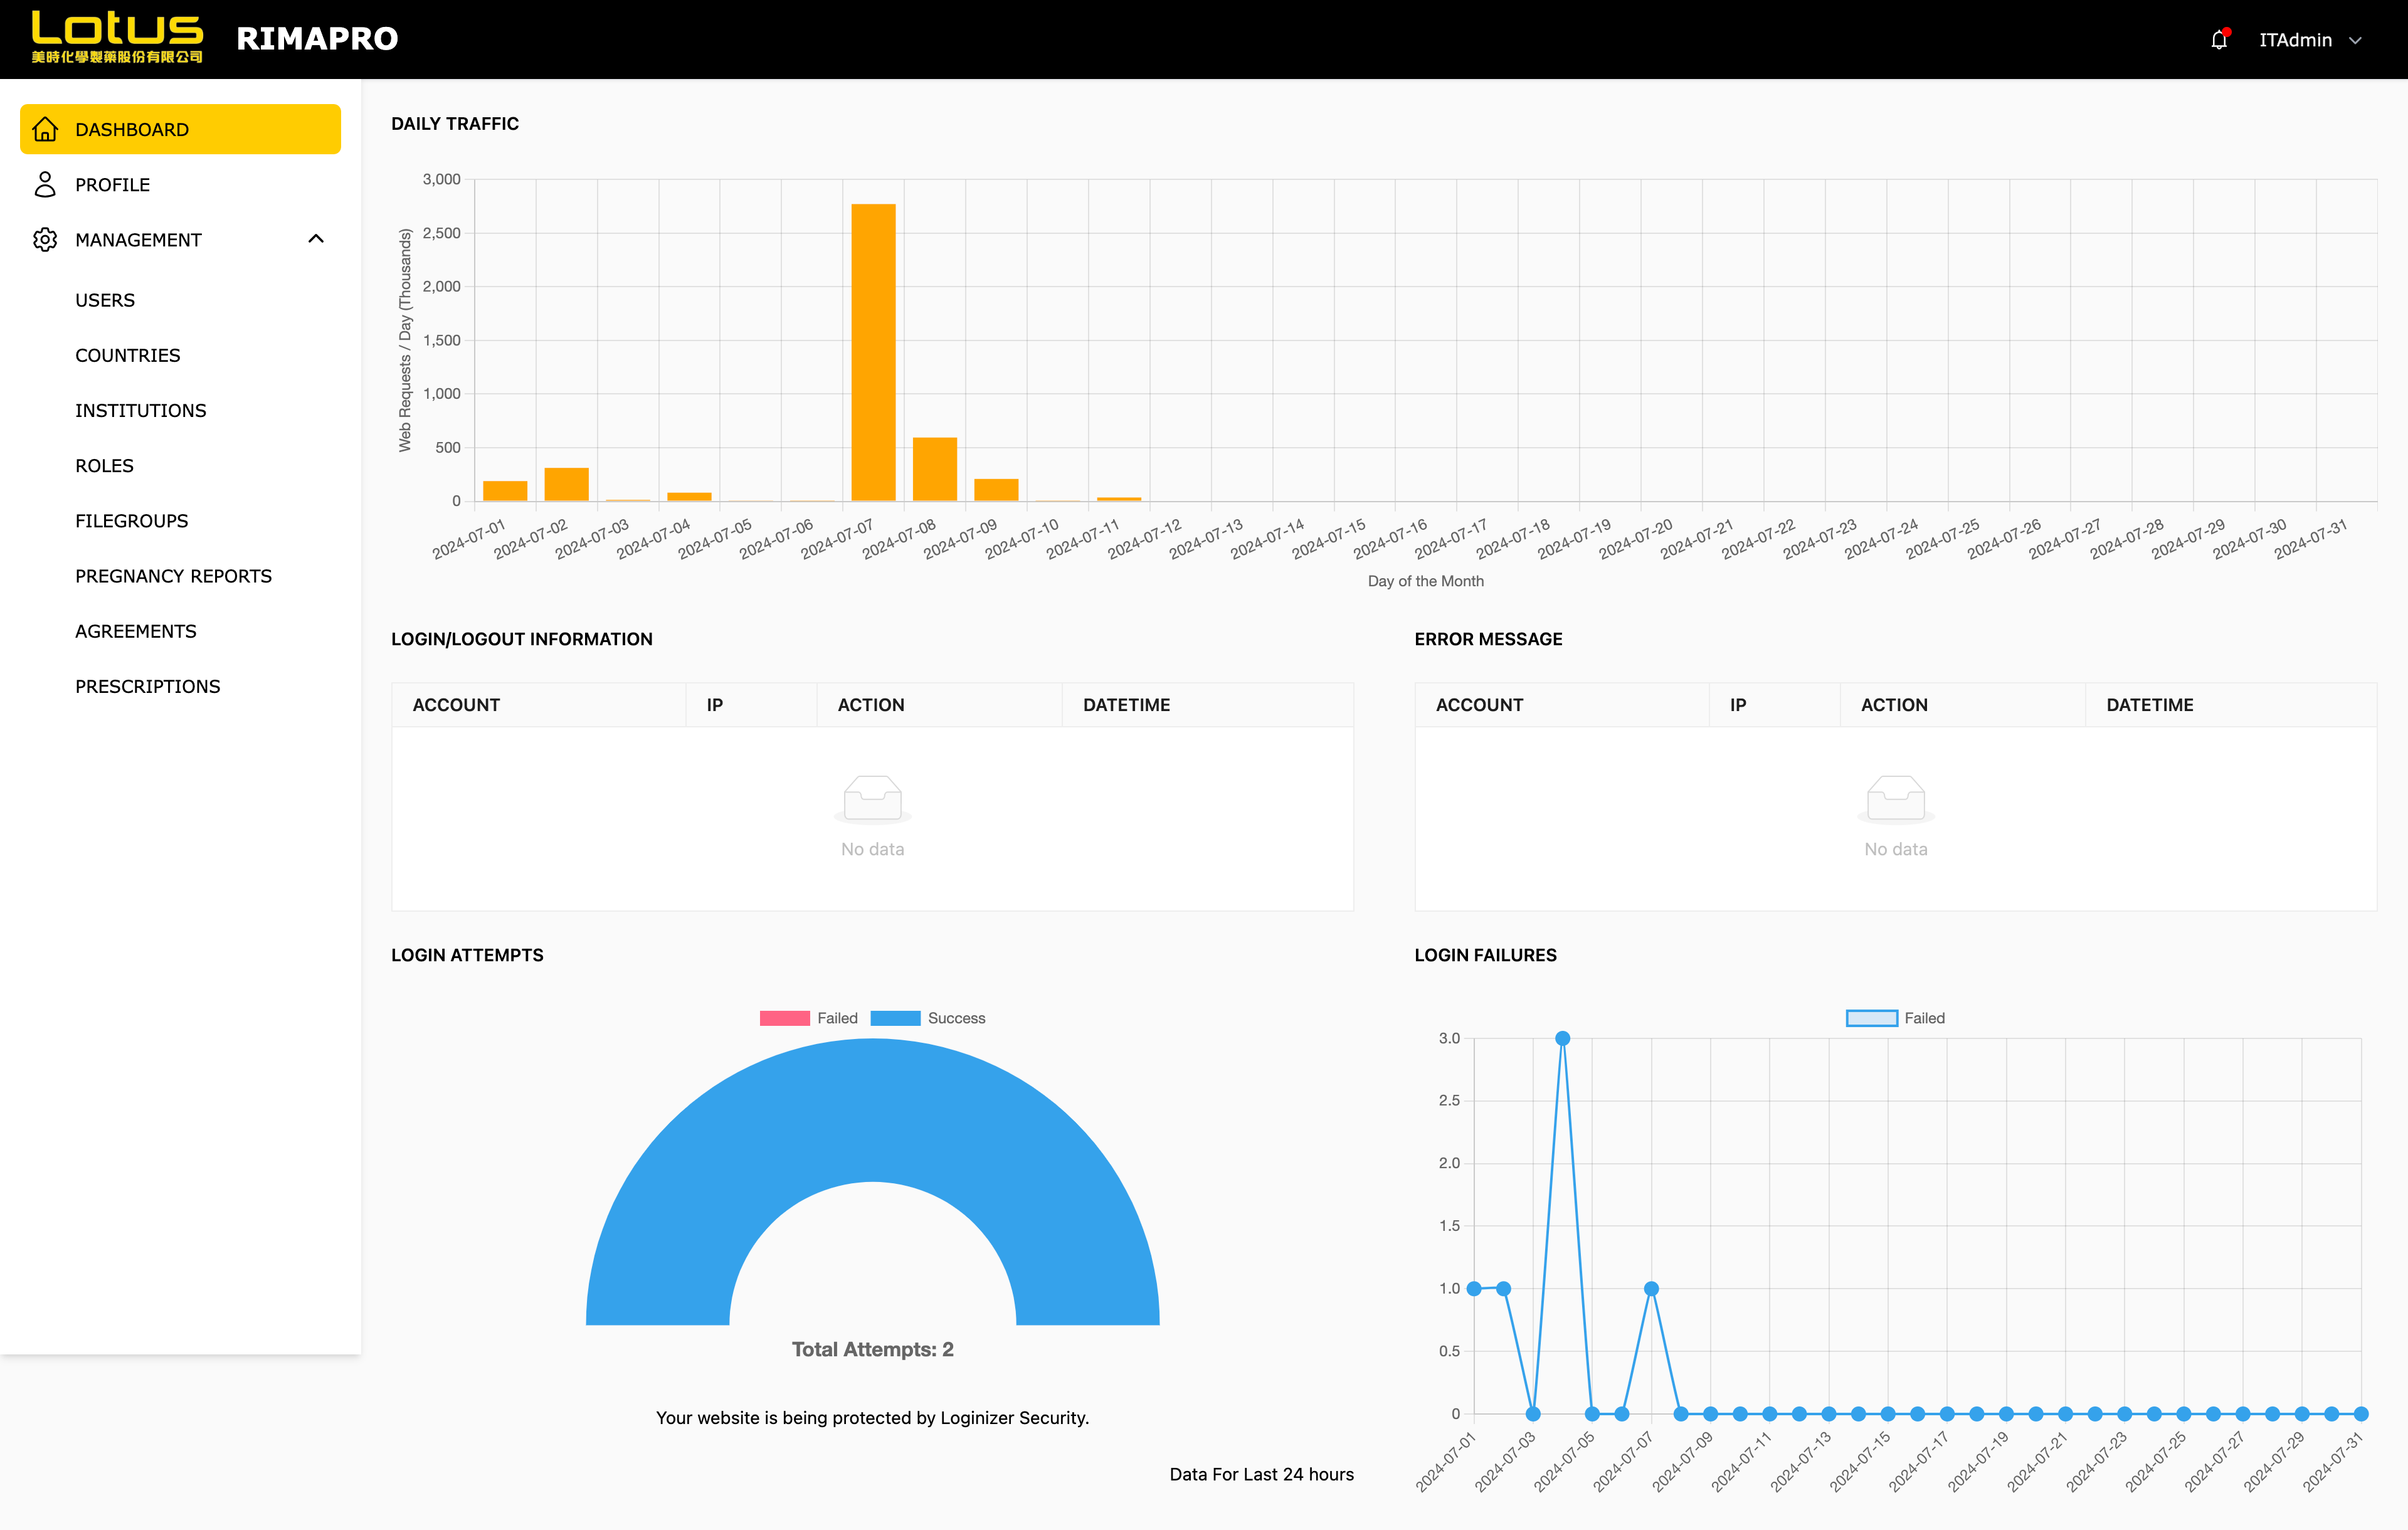 Lotus
美時化學製藥股份有限公司
RIMAPRO
ITAdmin
DASHBOARD
PROFILE
MANAGEMENT
USERS
COUNTRIES
INSTITUTIONS
ROLES
FILEGROUPS
PREGNANCY REPORTS
AGREEMENTS
PRESCRIPTIONS
DAILY TRAFFIC
Web Requests / Day (Thousands)
3,000
2,500
2,000
1,500
1,000
500
0
2024-07-01 2024-07-02 2024-07-03 2024-07-04 2024-07-05 2024-07-06 2024-07-07 2024-07-08 2024-07-09 2024-07-10 2024-07-11 2024-07-12 2024-07-13 2024-07-14 2024-07-15 2024-07-16 2024-07-17 2024-07-18 2024-07-19 2024-07-20 2024-07-21 2024-07-22 2024-07-23 2024-07-24 2024-07-25 2024-07-26 2024-07-27 2024-07-28 2024-07-29 2024-07-30 2024-07-31
Day of the Month
LOGIN/LOGOUT INFORMATION
ACCOUNT IP ACTION DATETIME
No data
ERROR MESSAGE
ACCOUNT IP ACTION DATETIME
No data
LOGIN ATTEMPTS
Failed Success
Total Attempts: 2
Your website is being protected by Loginizer Security.
Data For Last 24 hours
LOGIN FAILURES
Failed
3.0
2.5
2.0
1.5
1.0
0.5
0
2024-07-01 2024-07-03 2024-07-05 2024-07-07 2024-07-09 2024-07-11 2024-07-13 2024-07-15 2024-07-17 2024-07-19 2024-07-21 2024-07-23 2024-07-25 2024-07-27 2024-07-29 2024-07-31